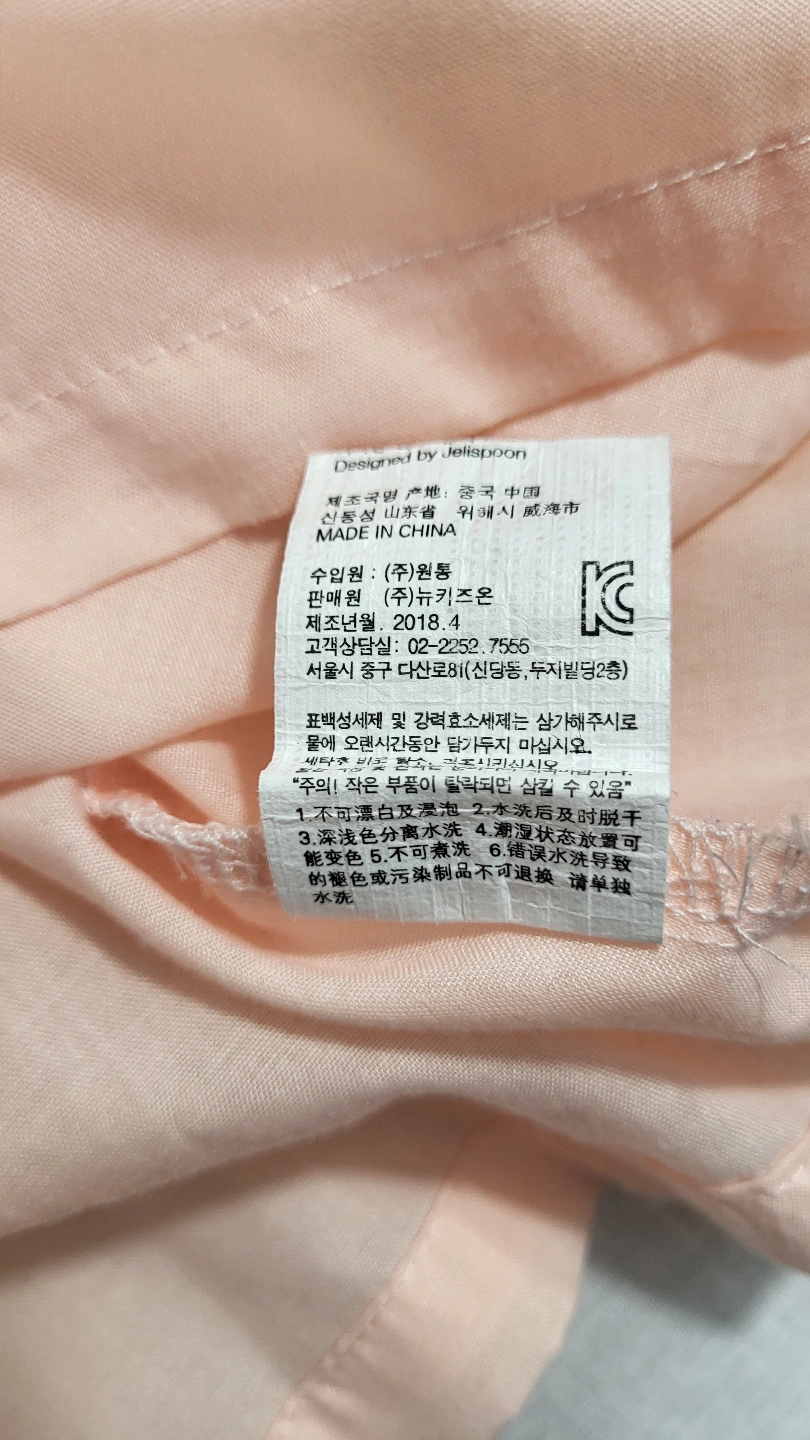 Designed by Jelispoon
제조국명 产地: 중국 中国
신동성 山东省 위해시 威海市
MADE IN CHINA
수입원 : (주)원통
판매원 (주)뉴키즈온
제조년월. 2018.4
고객상담실: 02-2252.7555
서울시 중구 다산로81(신당동,두지빌딩2층)
표백성세제 및 강력효소세제는 삼가해주시로
물에 오랜시간동안 담가두지 마십시오.
"주의! 작은 부품이 탈락되면 삼킬 수 있음"
1.不可漂白及浸泡 2.水洗后及时脱干
3.深浅色分离水洗 4.潮湿状态放置可
能变色 5.不可煮洗 6.错误水洗导致
的褪色或污染制品不可退换 请单独
水洗
KC